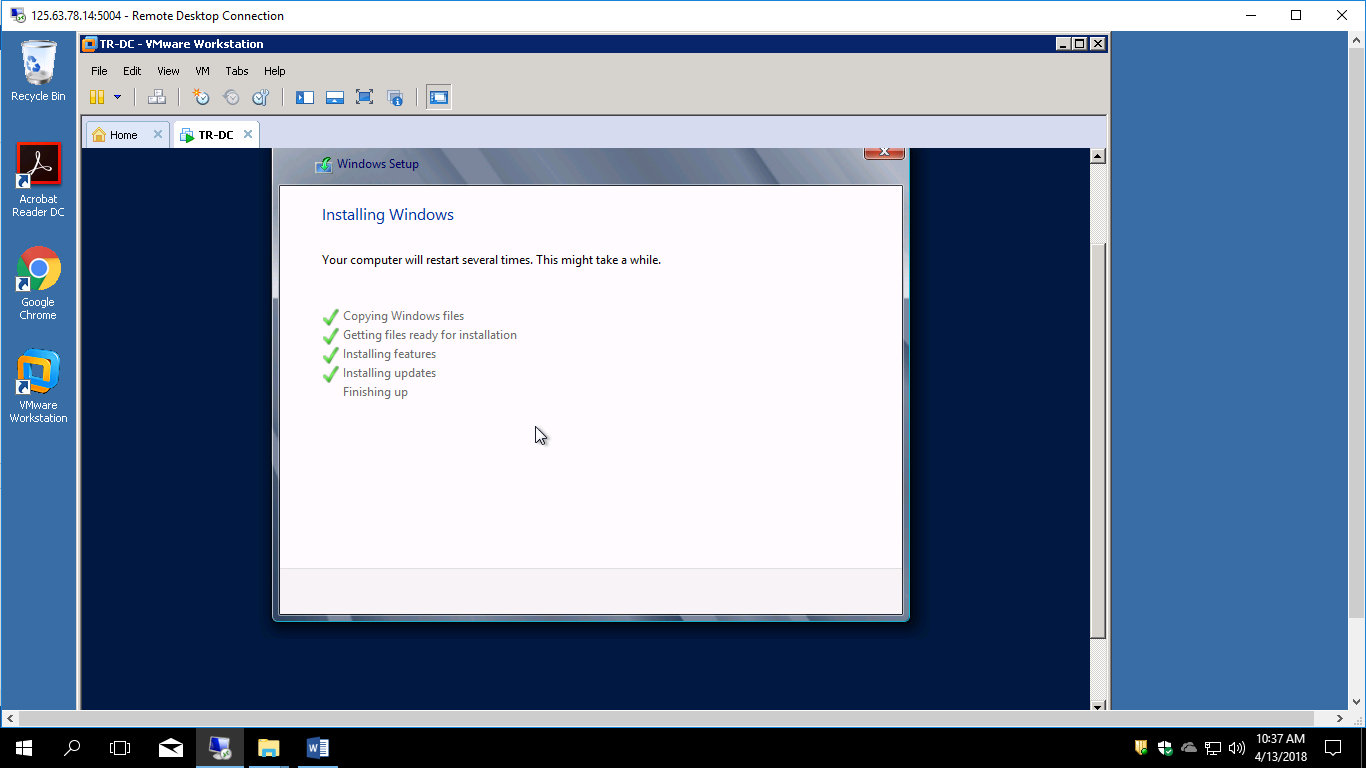 125.63.78.14:5004 - Remote Desktop Connection
Recycle Bin
Acrobat
Reader DC
Google
Chrome
VMware
Workstation
TR-DC - VMware Workstation
File Edit View VM Tabs Help
Home
TR-DC
Windows Setup
Installing Windows
Your computer will restart several times. This might take a while.
Copying Windows files
Getting files ready for installation
Installing features
Installing updates
Finishing up
10:37 AM
4/13/2018